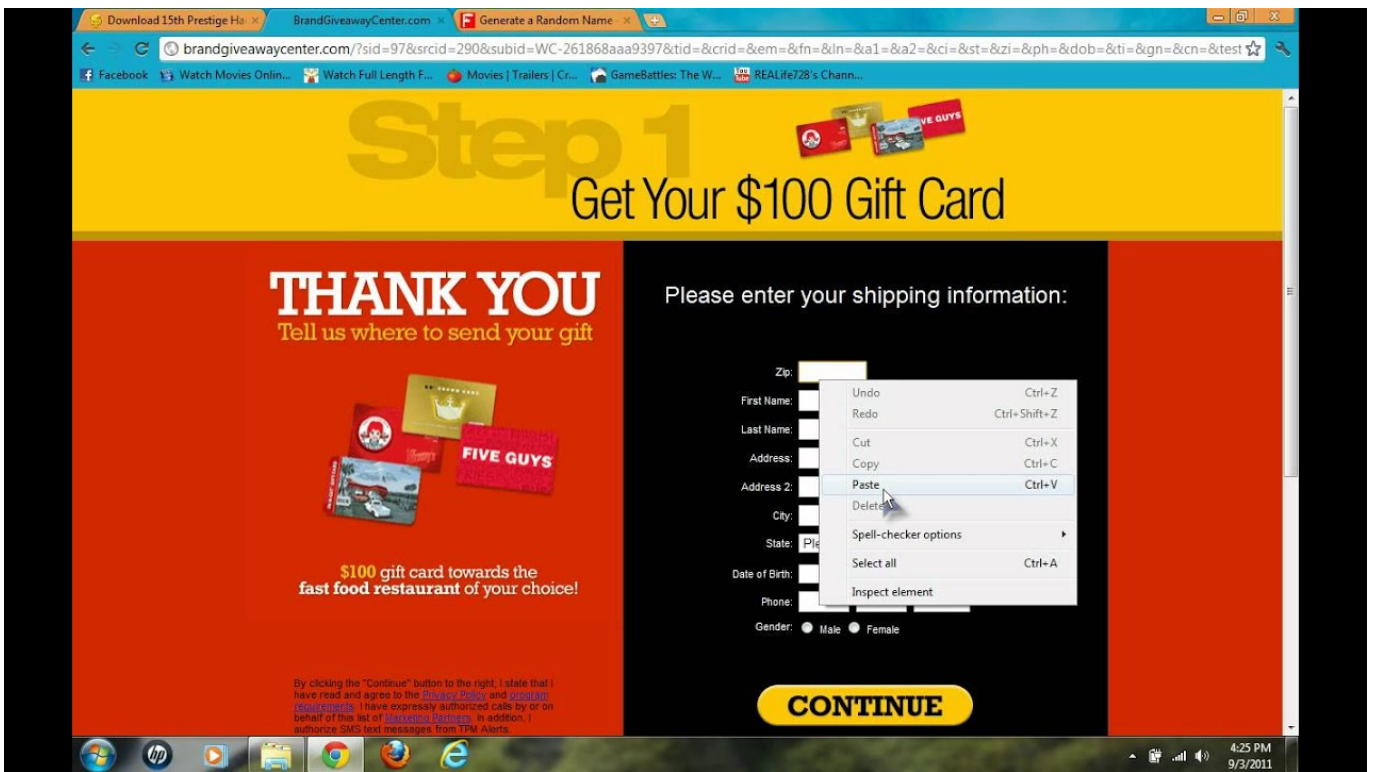 Download 15th Prestige Ha
BrandGiveawayCenter.com
Generate a Random Name -
brandgiveawaycenter.com/?sid=97&srcid=290&subid=WC-261868aaa9397&tid=&crid=&em=&fn=&ln=&a1=&a2=&ci=&st=&zi=&ph=&dob=&ti=&gn=&cn=&test
Facebook
Watch Movies Onlin...
Watch Full Length F...
Movies | Trailers | Cr...
GameBattles: The W...
REALife728's Chann...
Step 1
FIVE GUYS
Get Your $100 Gift Card
THANK YOU
Tell us where to send your gift
FIVE GUYS
$100 gift card towards the
fast food restaurant of your choice!
By clicking the "Continue" button to the right, I state that I
have read and agree to the Privacy Policy and program
requirements. I have expressly authorized calls by or on
behalf of this list of Marketing Partners. In addition, I
authorize SMS text messages from TPM Alerts.
Please enter your shipping information:
Zip:
First Name:
Last Name:
Address:
Address 2:
City:
State: Ple
Date of Birth:
Phone:
Gender: Male Female
Undo Ctrl+Z
Redo Ctrl+Shift+Z
Cut Ctrl+X
Copy Ctrl+C
Paste Ctrl+V
Delete
Spell-checker options
Select all Ctrl+A
Inspect element
CONTINUE
hp
4:25 PM
9/3/2011